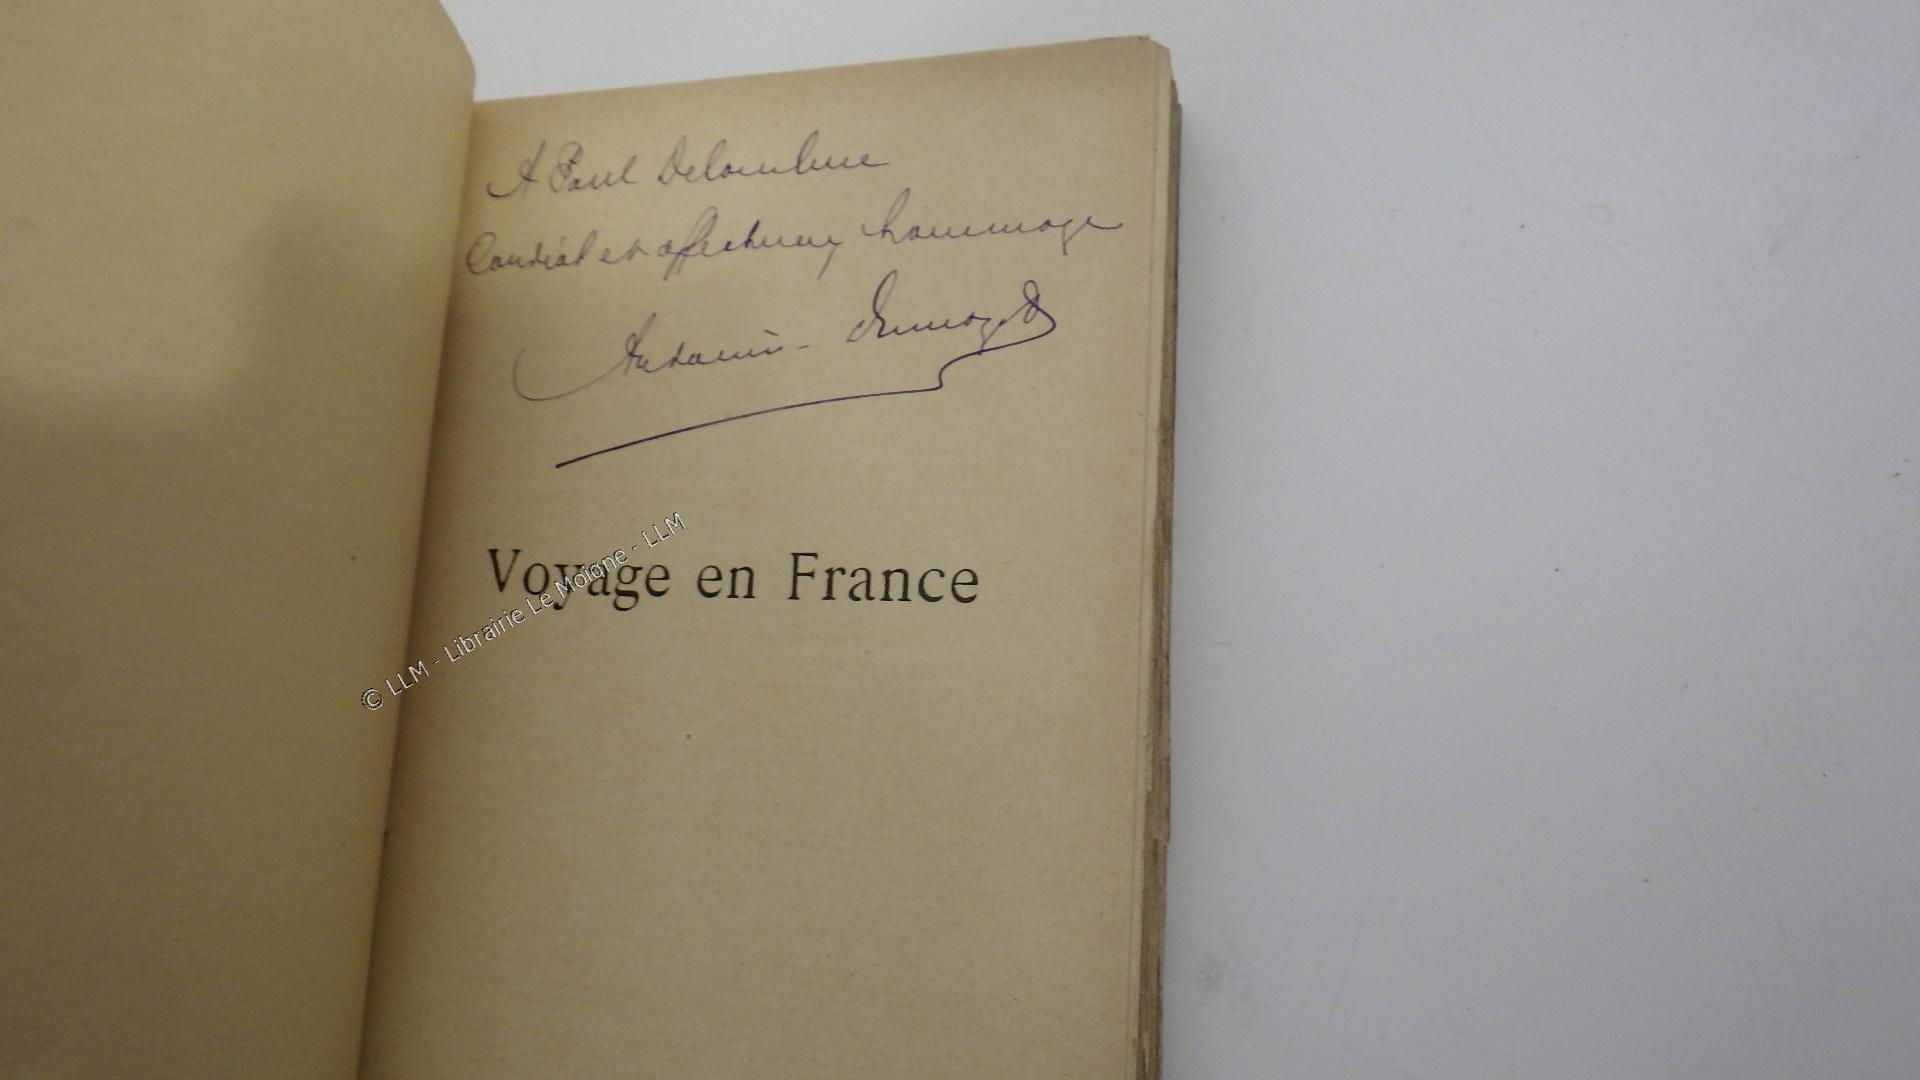 A Paul Delombre
Cordial et affectueux hommage
Ardouin-Dumazet
Voyage en France
© LLM - Librairie Le Moigne - LLM